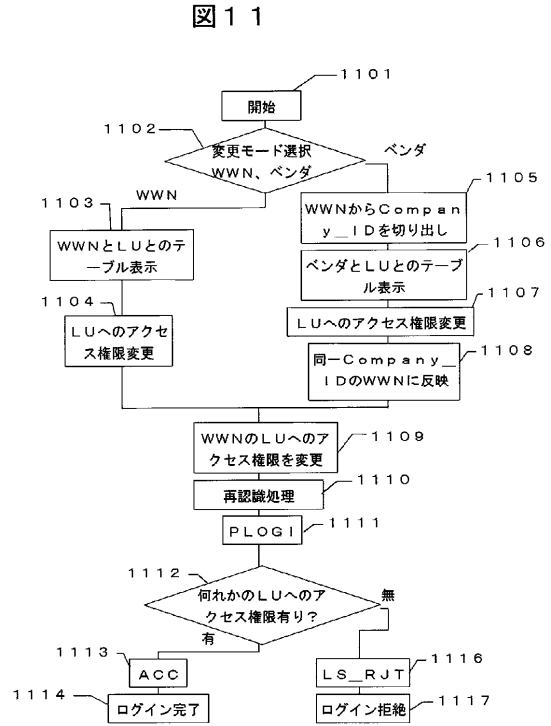 図１１
１１０１
開始
１１０２
変更モード選択
WWN、ベンダ
ベンダ
WWN
１１０３
WWNとLUとのテ
ーブル表示
１１０４
LUへのアクセ
ス権限変更
１１０５
WWNからCompan
y＿IDを切り出し
１１０６
ベンダとLUとのテーブ
ル表示
１１０７
LUへのアクセス権限変更
１１０８
同一Company＿
IDのWWNに反映
１１０９
WWNのLUへのア
クセス権限を変更
１１１０
再認識処理
１１１１
PLOGI
１１１２
何れかのLUへのア
クセス権限有り？
無
有
１１１３
ACC
１１１４
ログイン完了
１１１６
LS＿RJT
１１１７
ログイン拒絶